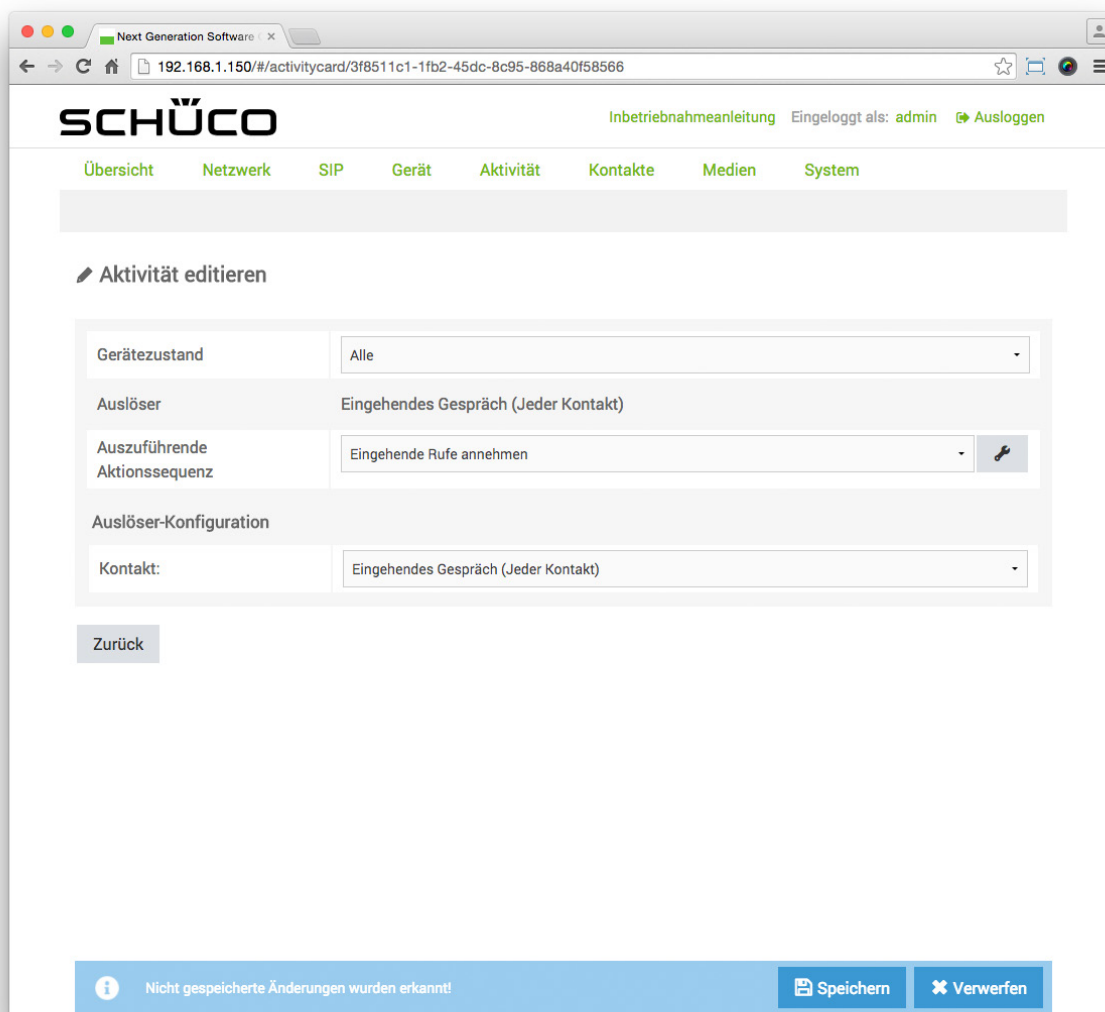 Next Generation Software
192.168.1.150/#/activitycard/3f8511c1-1fb2-45dc-8c95-868a40f58566
SCHÜCO
Inbetriebnahmeanleitung Eingeloggt als: admin Ausloggen
Übersicht Netzwerk SIP Gerät Aktivität Kontakte Medien System
Aktivität editieren
Gerätezustand Alle
Auslöser Eingehendes Gespräch (Jeder Kontakt)
Auszuführende
Aktionssequenz
Eingehende Rufe annehmen
Auslöser-Konfiguration
Kontakt: Eingehendes Gespräch (Jeder Kontakt)
Zurück
Nicht gespeicherte Änderungen wurden erkannt! Speichern Verwerfen